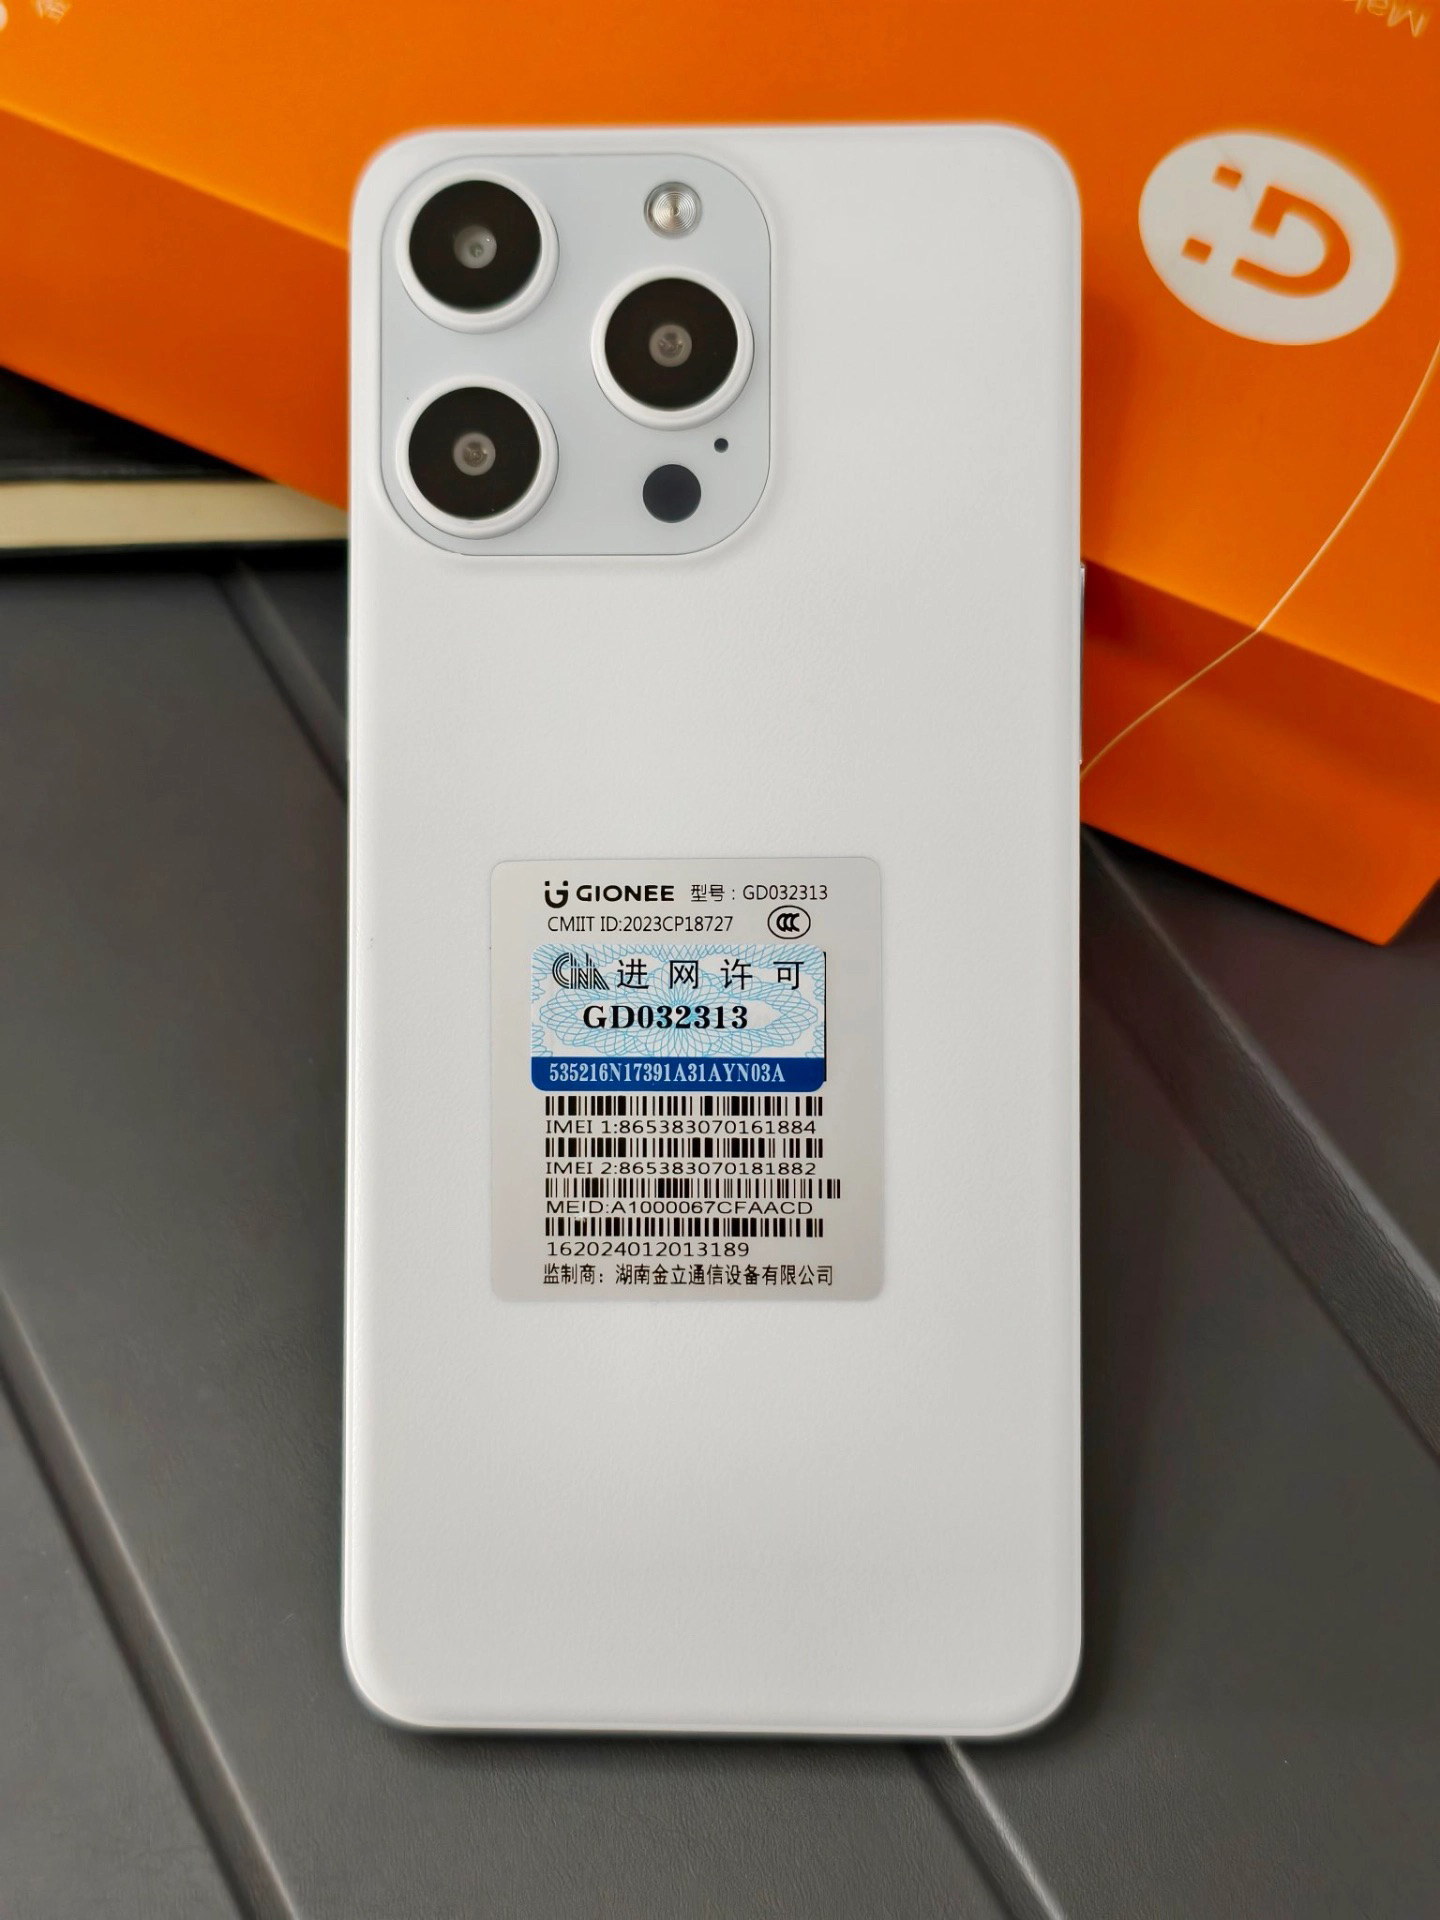 GIONEE 型号：GD032313
CMIIT ID:2023CP18727
进网许可
GD032313
535216N17391A31AYN03A
IMEI 1:865383070161884
IMEI 2:865383070181882
MEID:A1000067CFAACD
162024012013189
监制商：湖南金立通信设备有限公司